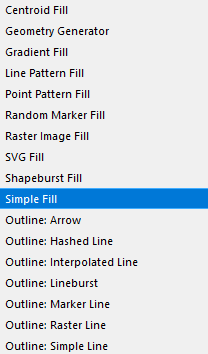 Centroid Fill
Geometry Generator
Gradient Fill
Line Pattern Fill
Point Pattern Fill
Random Marker Fill
Raster Image Fill
SVG Fill
Shapeburst Fill
Simple Fill
Outline: Arrow
Outline: Hashed Line
Outline: Interpolated Line
Outline: Lineburst
Outline: Marker Line
Outline: Raster Line
Outline: Simple Line